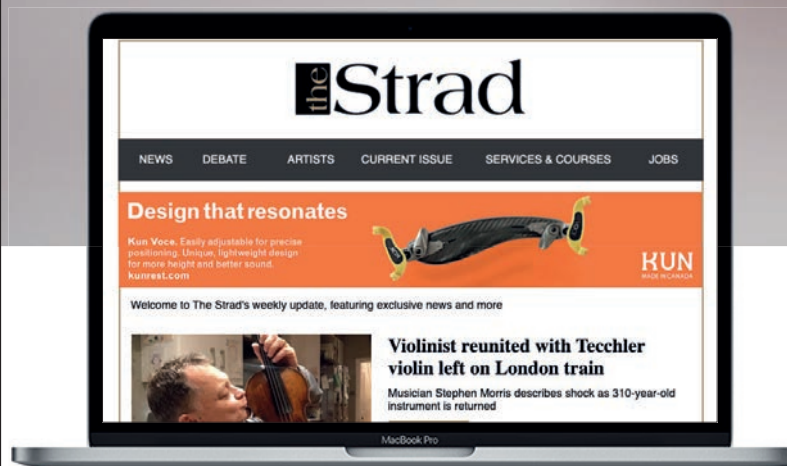 the Strad
NEWS DEBATE ARTISTS CURRENT ISSUE SERVICES & COURSES JOBS
Design that resonates
Kun Voce. Easily adjustable for precise
positioning. Unique, lightweight design
for more height and better sound.
kunrest.com
KUN
MADE IN CANADA
Welcome to The Strad's weekly update, featuring exclusive news and more
Violinist reunited with Tecchler
violin left on London train
Musician Stephen Morris describes shock as 310-year-old
instrument is returned
MacBook Pro